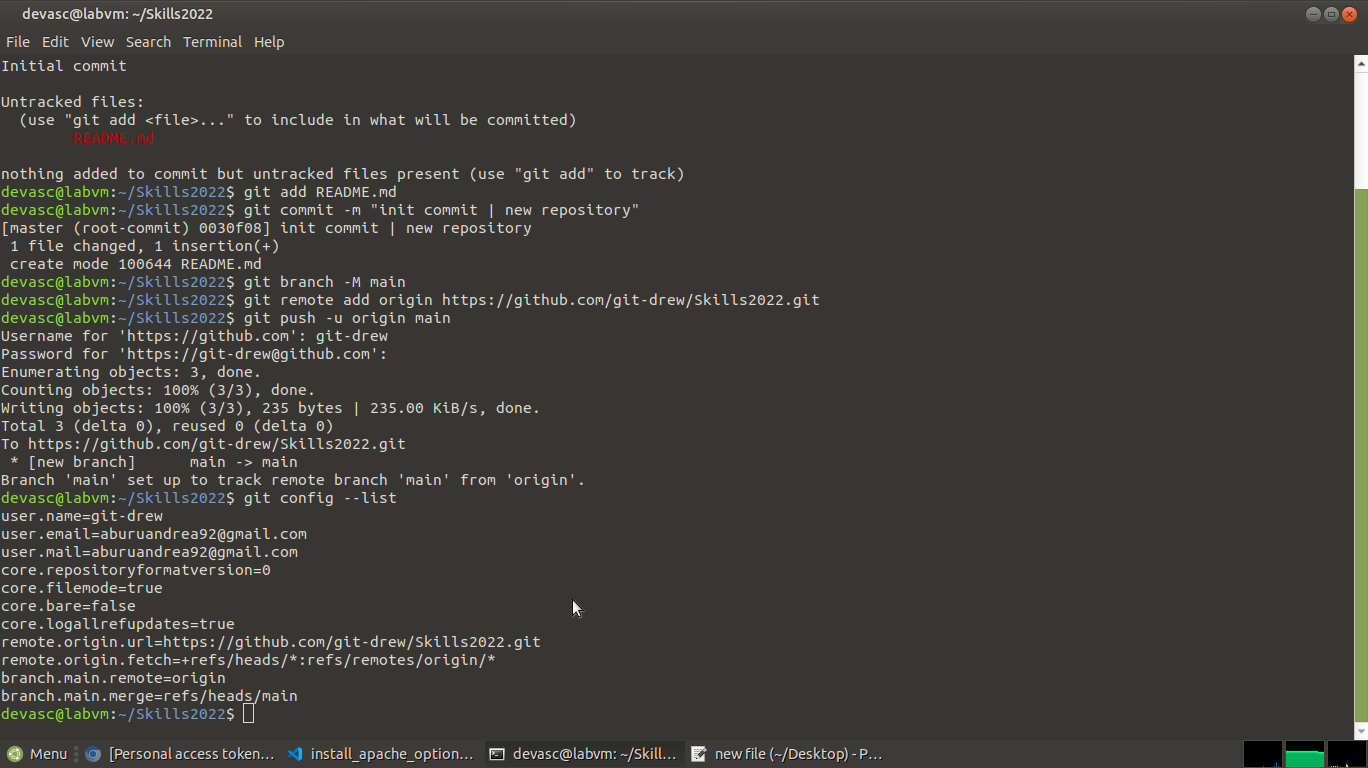 devasc@labvm: ~/Skills2022
File Edit View Search Terminal Help
Initial commit
Untracked files:
  (use "git add <file>..." to include in what will be committed)
        README.md
nothing added to commit but untracked files present (use "git add" to track)
devasc@labvm:~/Skills2022$ git add README.md
devasc@labvm:~/Skills2022$ git commit -m "init commit | new repository"
[master (root-commit) 0030f08] init commit | new repository
 1 file changed, 1 insertion(+)
 create mode 100644 README.md
devasc@labvm:~/Skills2022$ git branch -M main
devasc@labvm:~/Skills2022$ git remote add origin https://github.com/git-drew/Skills2022.git
devasc@labvm:~/Skills2022$ git push -u origin main
Username for 'https://github.com': git-drew
Password for 'https://git-drew@github.com':
Enumerating objects: 3, done.
Counting objects: 100% (3/3), done.
Writing objects: 100% (3/3), 235 bytes | 235.00 KiB/s, done.
Total 3 (delta 0), reused 0 (delta 0)
To https://github.com/git-drew/Skills2022.git
 * [new branch]      main -> main
Branch 'main' set up to track remote branch 'main' from 'origin'.
devasc@labvm:~/Skills2022$ git config --list
user.name=git-drew
user.email=aburuandrea92@gmail.com
user.mail=aburuandrea92@gmail.com
core.repositoryformatversion=0
core.filemode=true
core.bare=false
core.logallrefupdates=true
remote.origin.url=https://github.com/git-drew/Skills2022.git
remote.origin.fetch=+refs/heads/*:refs/remotes/origin/*
branch.main.remote=origin
branch.main.merge=refs/heads/main
devasc@labvm:~/Skills2022$
Menu [Personal access token... install_apache_option... devasc@labvm: ~/Skill... new file (~/Desktop) - P...